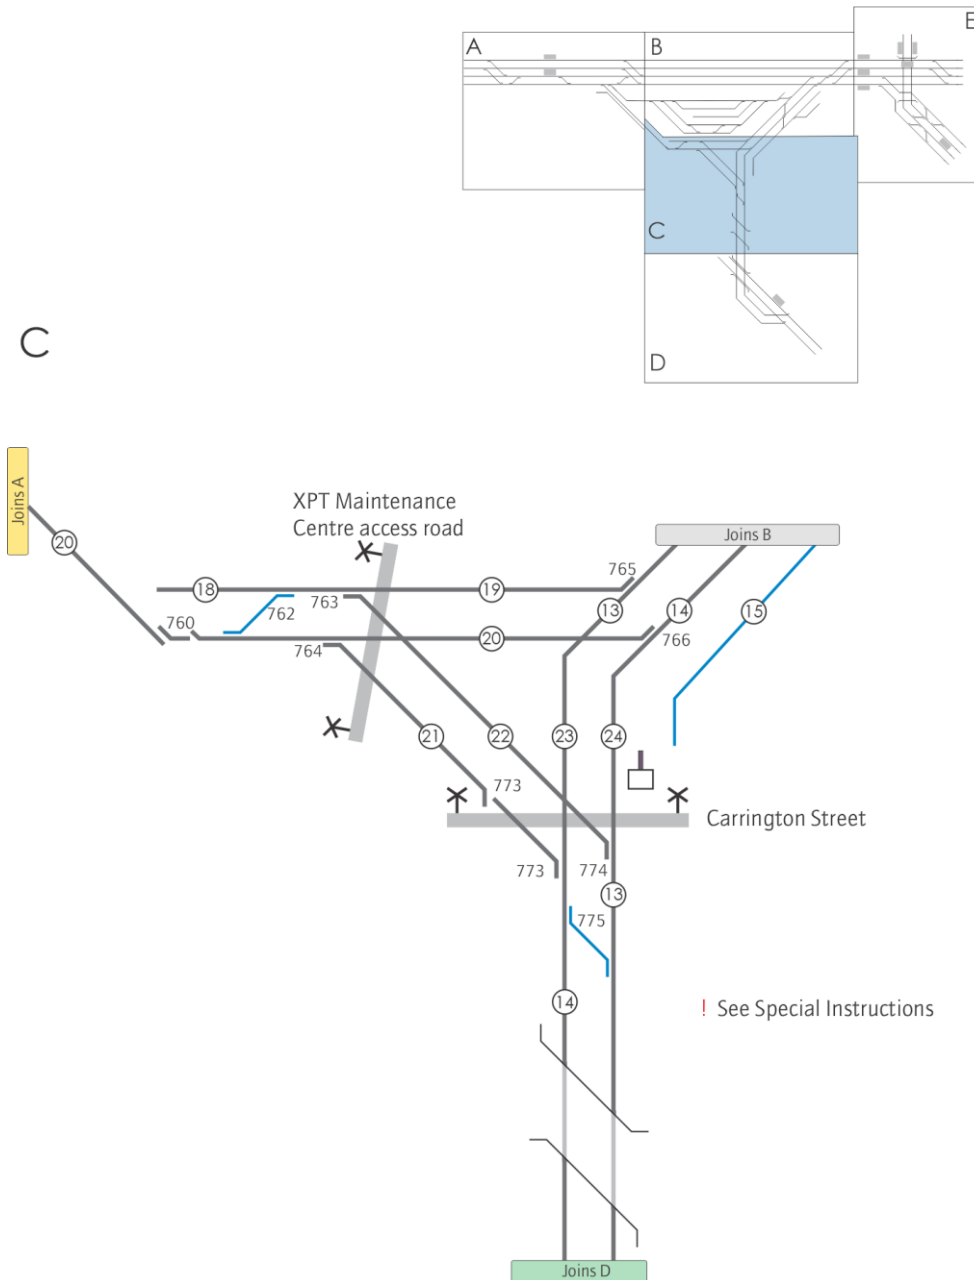 A
B
E
C
D
C
Joins A
XPT Maintenance
Centre access road
Joins B
20
18
762
763
19
765
13
14
15
760
764
20
766
21
22
23
24
773
Carrington Street
773
774
13
775
14
! See Special Instructions
Joins D